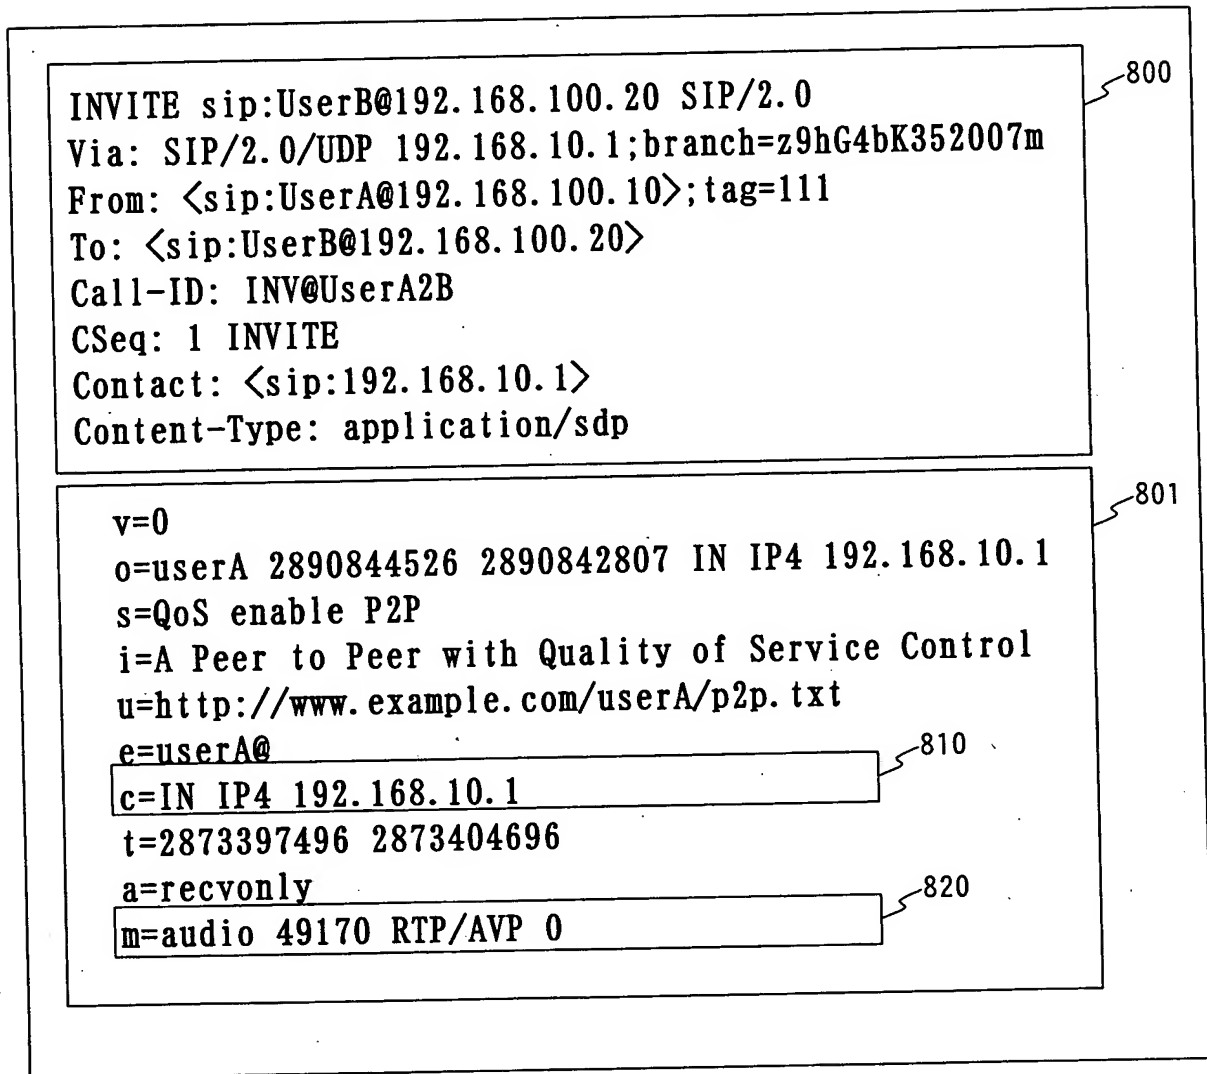 INVITE sip:UserB@192.168.100.20 SIP/2.0
800
Via: SIP/2.0/UDP 192.168.10.1;branch=z9hG4bK352007m
From: <sip:UserA@192.168.100.10>;tag=111
To: <sip:UserB@192.168.100.20>
Call-ID: INV@UserA2B
CSeq: 1 INVITE
Contact: <sip:192.168.10.1>
Content-Type: application/sdp
801
v=0
o=userA 2890844526 2890842807 IN IP4 192.168.10.1
s=QoS enable P2P
i=A Peer to Peer with Quality of Service Control
u=http://www.example.com/userA/p2p.txt
e=userA@
810
c=IN IP4 192.168.10.1
t=2873397496 2873404696
a=recvonly
820
m=audio 49170 RTP/AVP 0